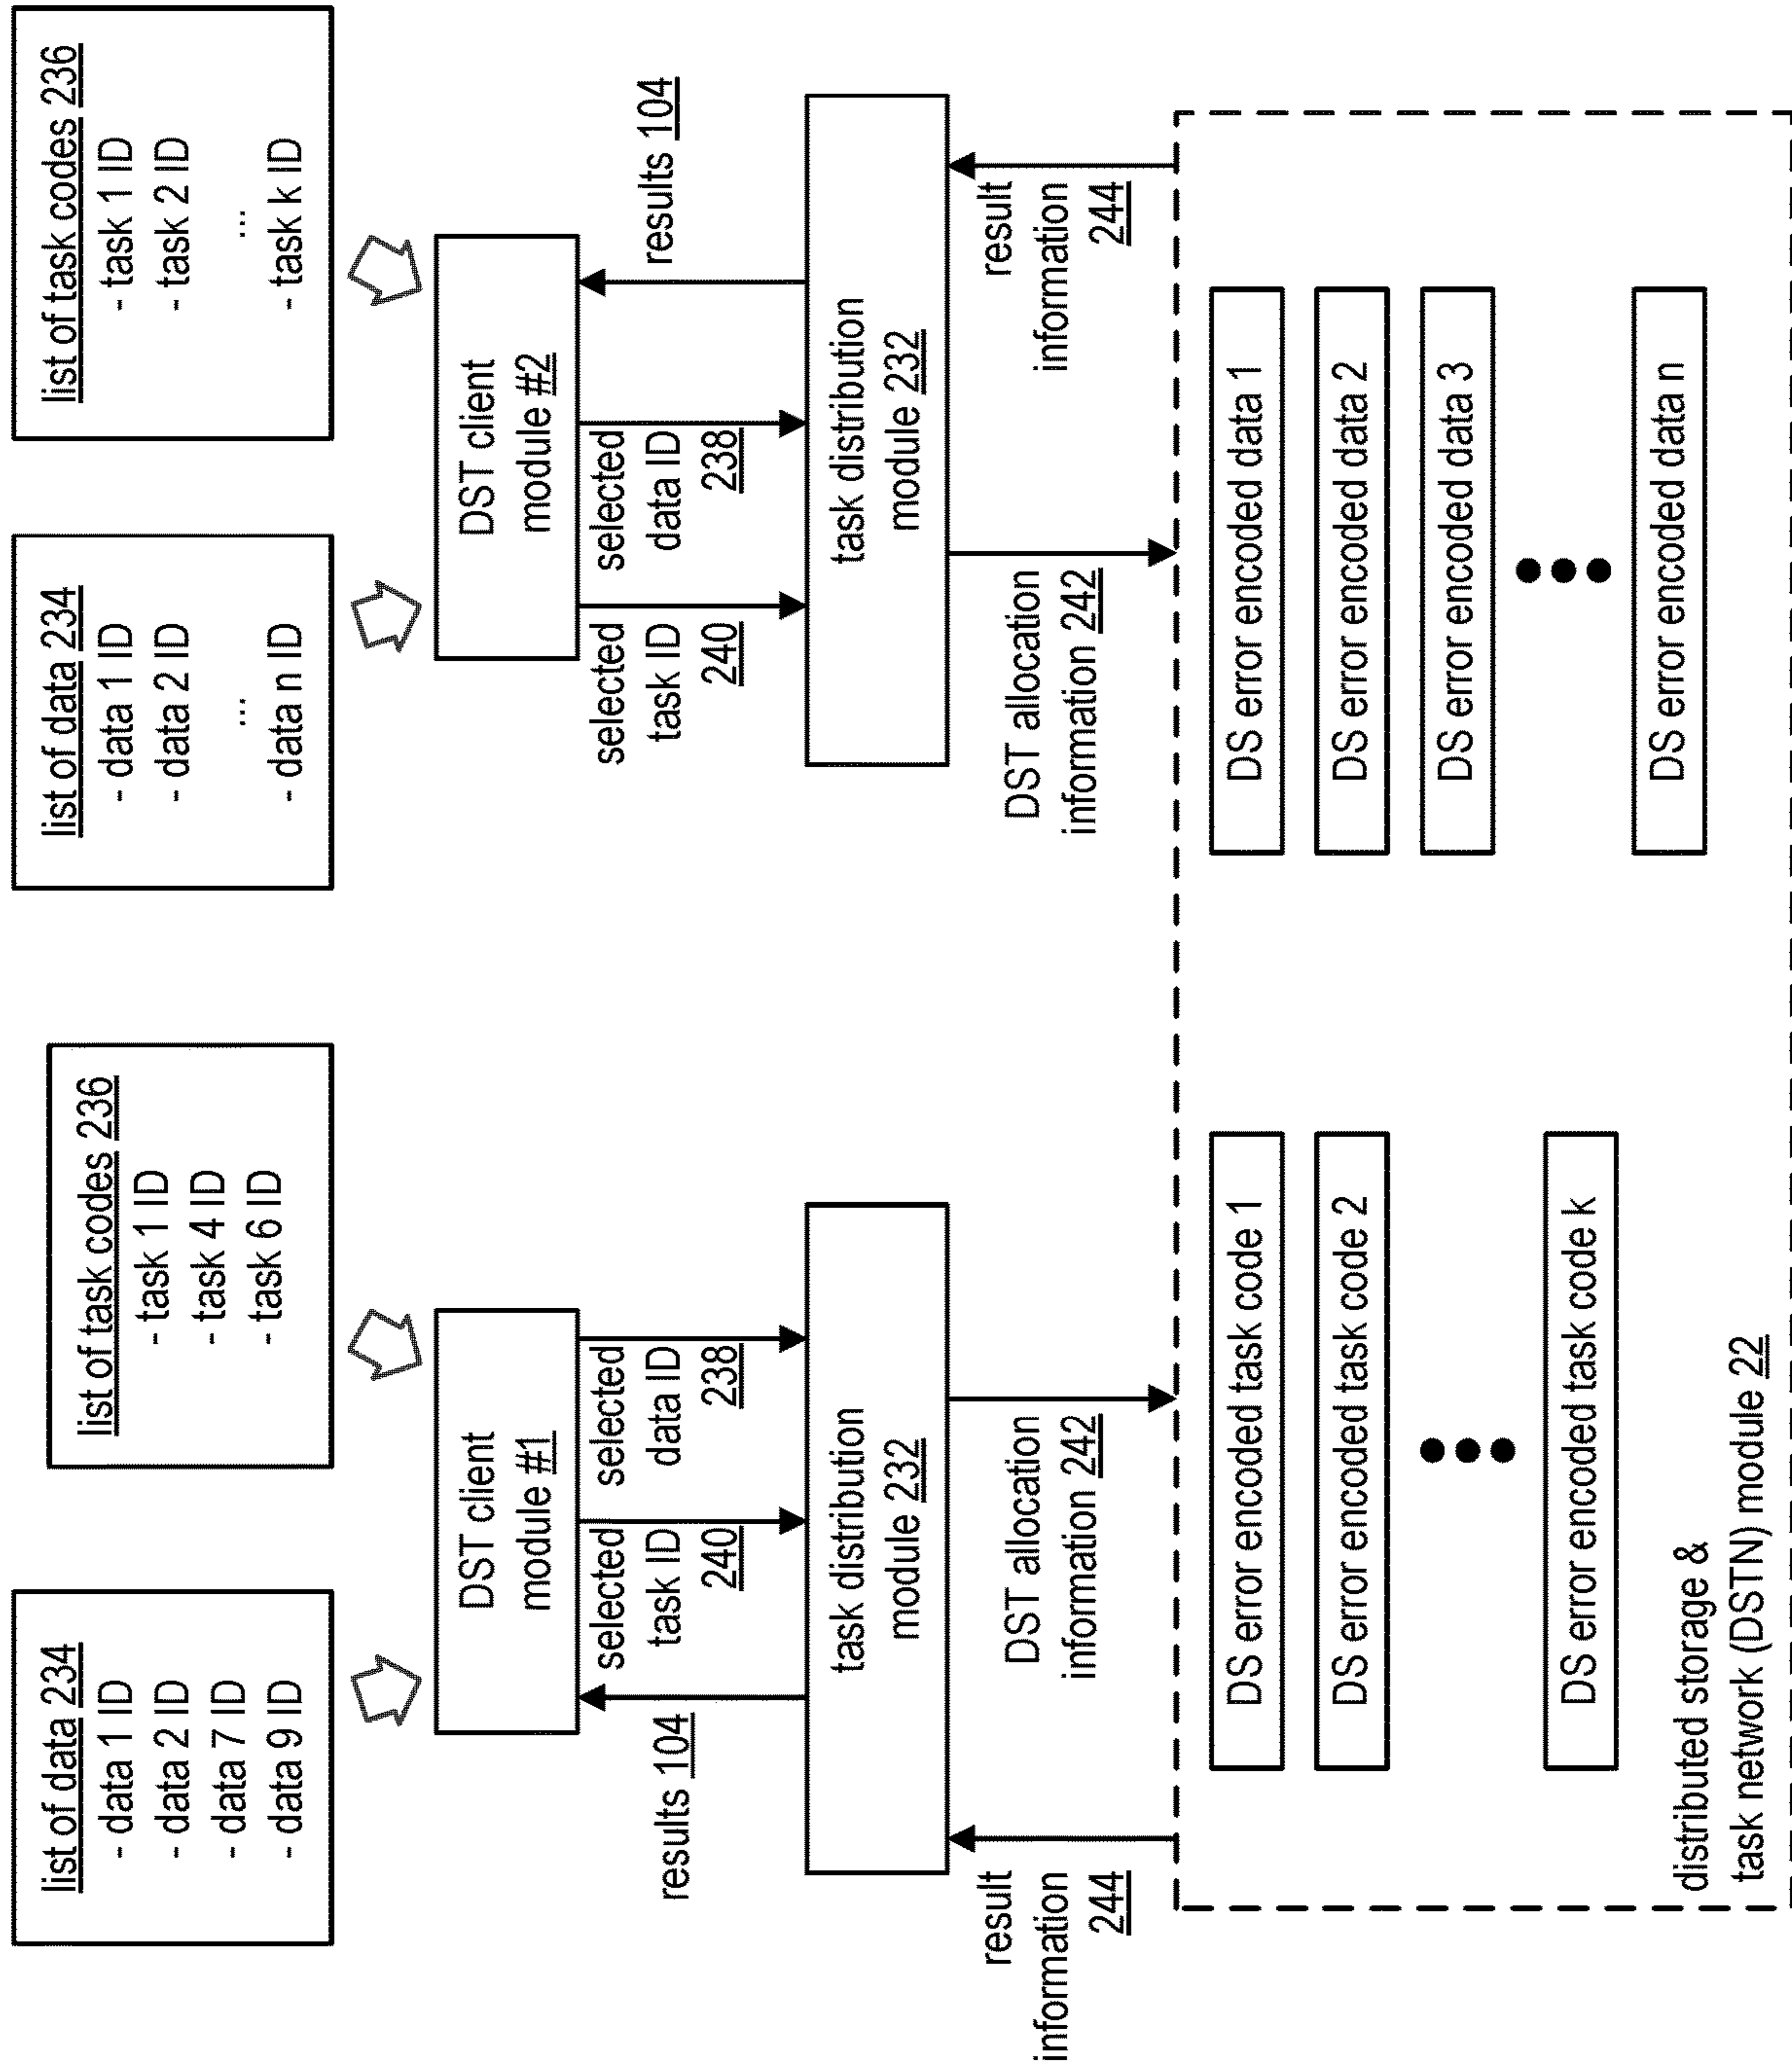 list of data 234
- data 1 ID
- data 2 ID
- data 7 ID
- data 9 ID
list of task codes 236
- task 1 ID
- task 4 ID
- task 6 ID
list of data 234
- data 1 ID
- data 2 ID
...
- data n ID
list of task codes 236
- task 1 ID
- task 2 ID
...
- task k ID
DST client
module #1
DST client
module #2
results 104
selected
task ID
240
selected
data ID
238
selected
task ID
240
selected
data ID
238
results 104
task distribution
module 232
task distribution
module 232
result
information
244
DST allocation
information 242
DST allocation
information 242
result
information
244
DS error encoded task code 1
DS error encoded task code 2
DS error encoded task code k
DS error encoded data 1
DS error encoded data 2
DS error encoded data 3
DS error encoded data n
distributed storage &
task network (DSTN) module 22